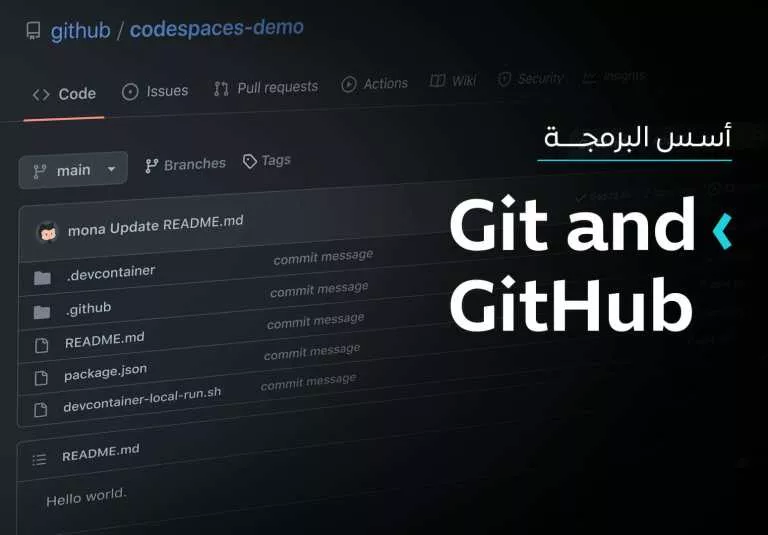 github / codespaces-demo
Code Issues Pull requests Actions Wiki Security Insights
main Branches Tags
mona Update README.md
.devcontainer commit message
.github commit message
README.md commit message
package.json commit message
devcontainer-local-run.sh commit message
README.md
Hello world.
أسس البرمجـــة
Git and
GitHub